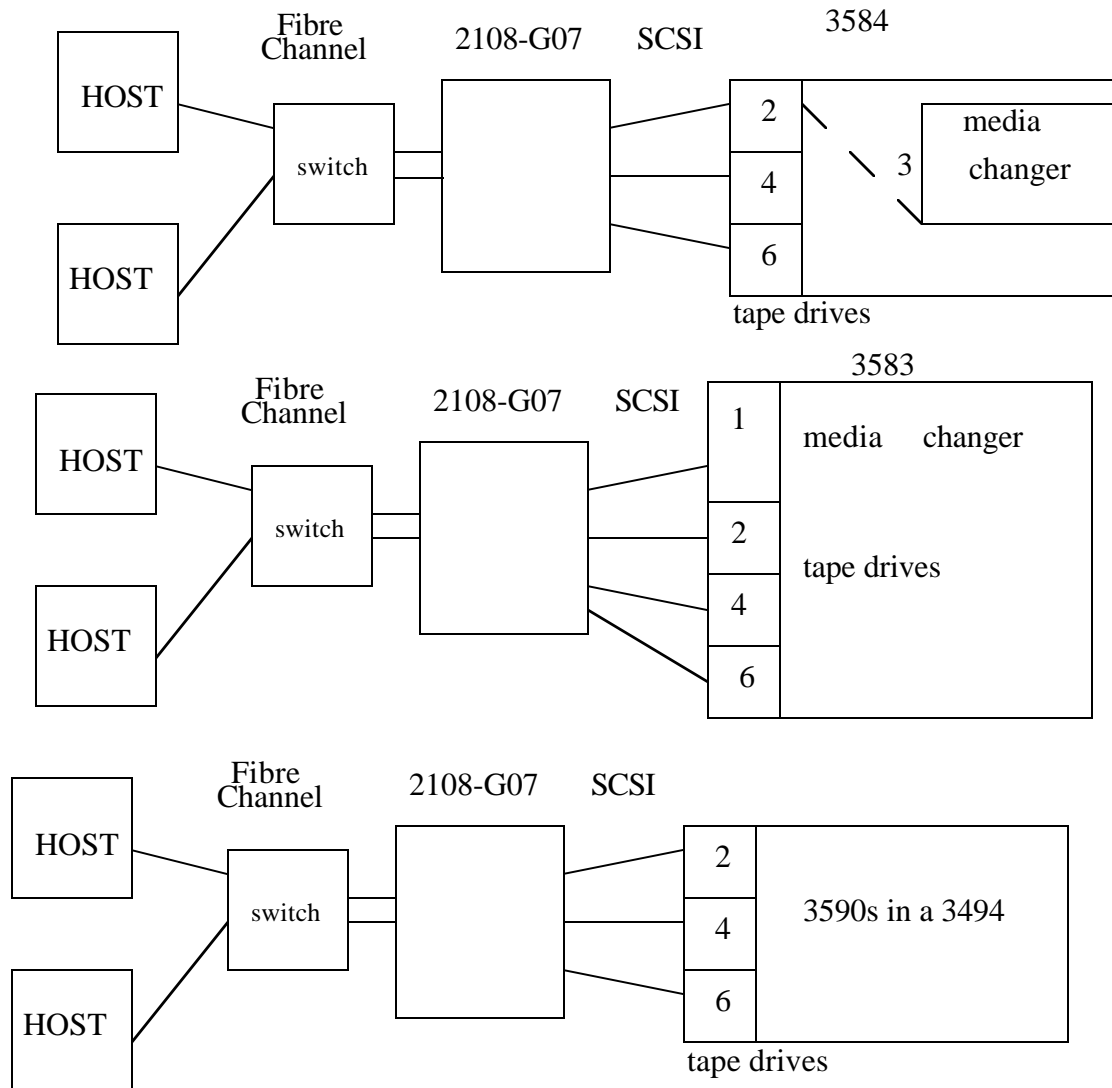 3584
Fibre
Channel
2108-G07 SCSI
HOST
switch
2
media
3
changer
4
HOST
6
tape drives
3583
Fibre
Channel
2108-G07 SCSI
1
media changer
HOST
switch
2
tape drives
4
HOST
6
Fibre
Channel
2108-G07 SCSI
HOST
2
switch
3590s in a 3494
4
6
HOST
tape drives